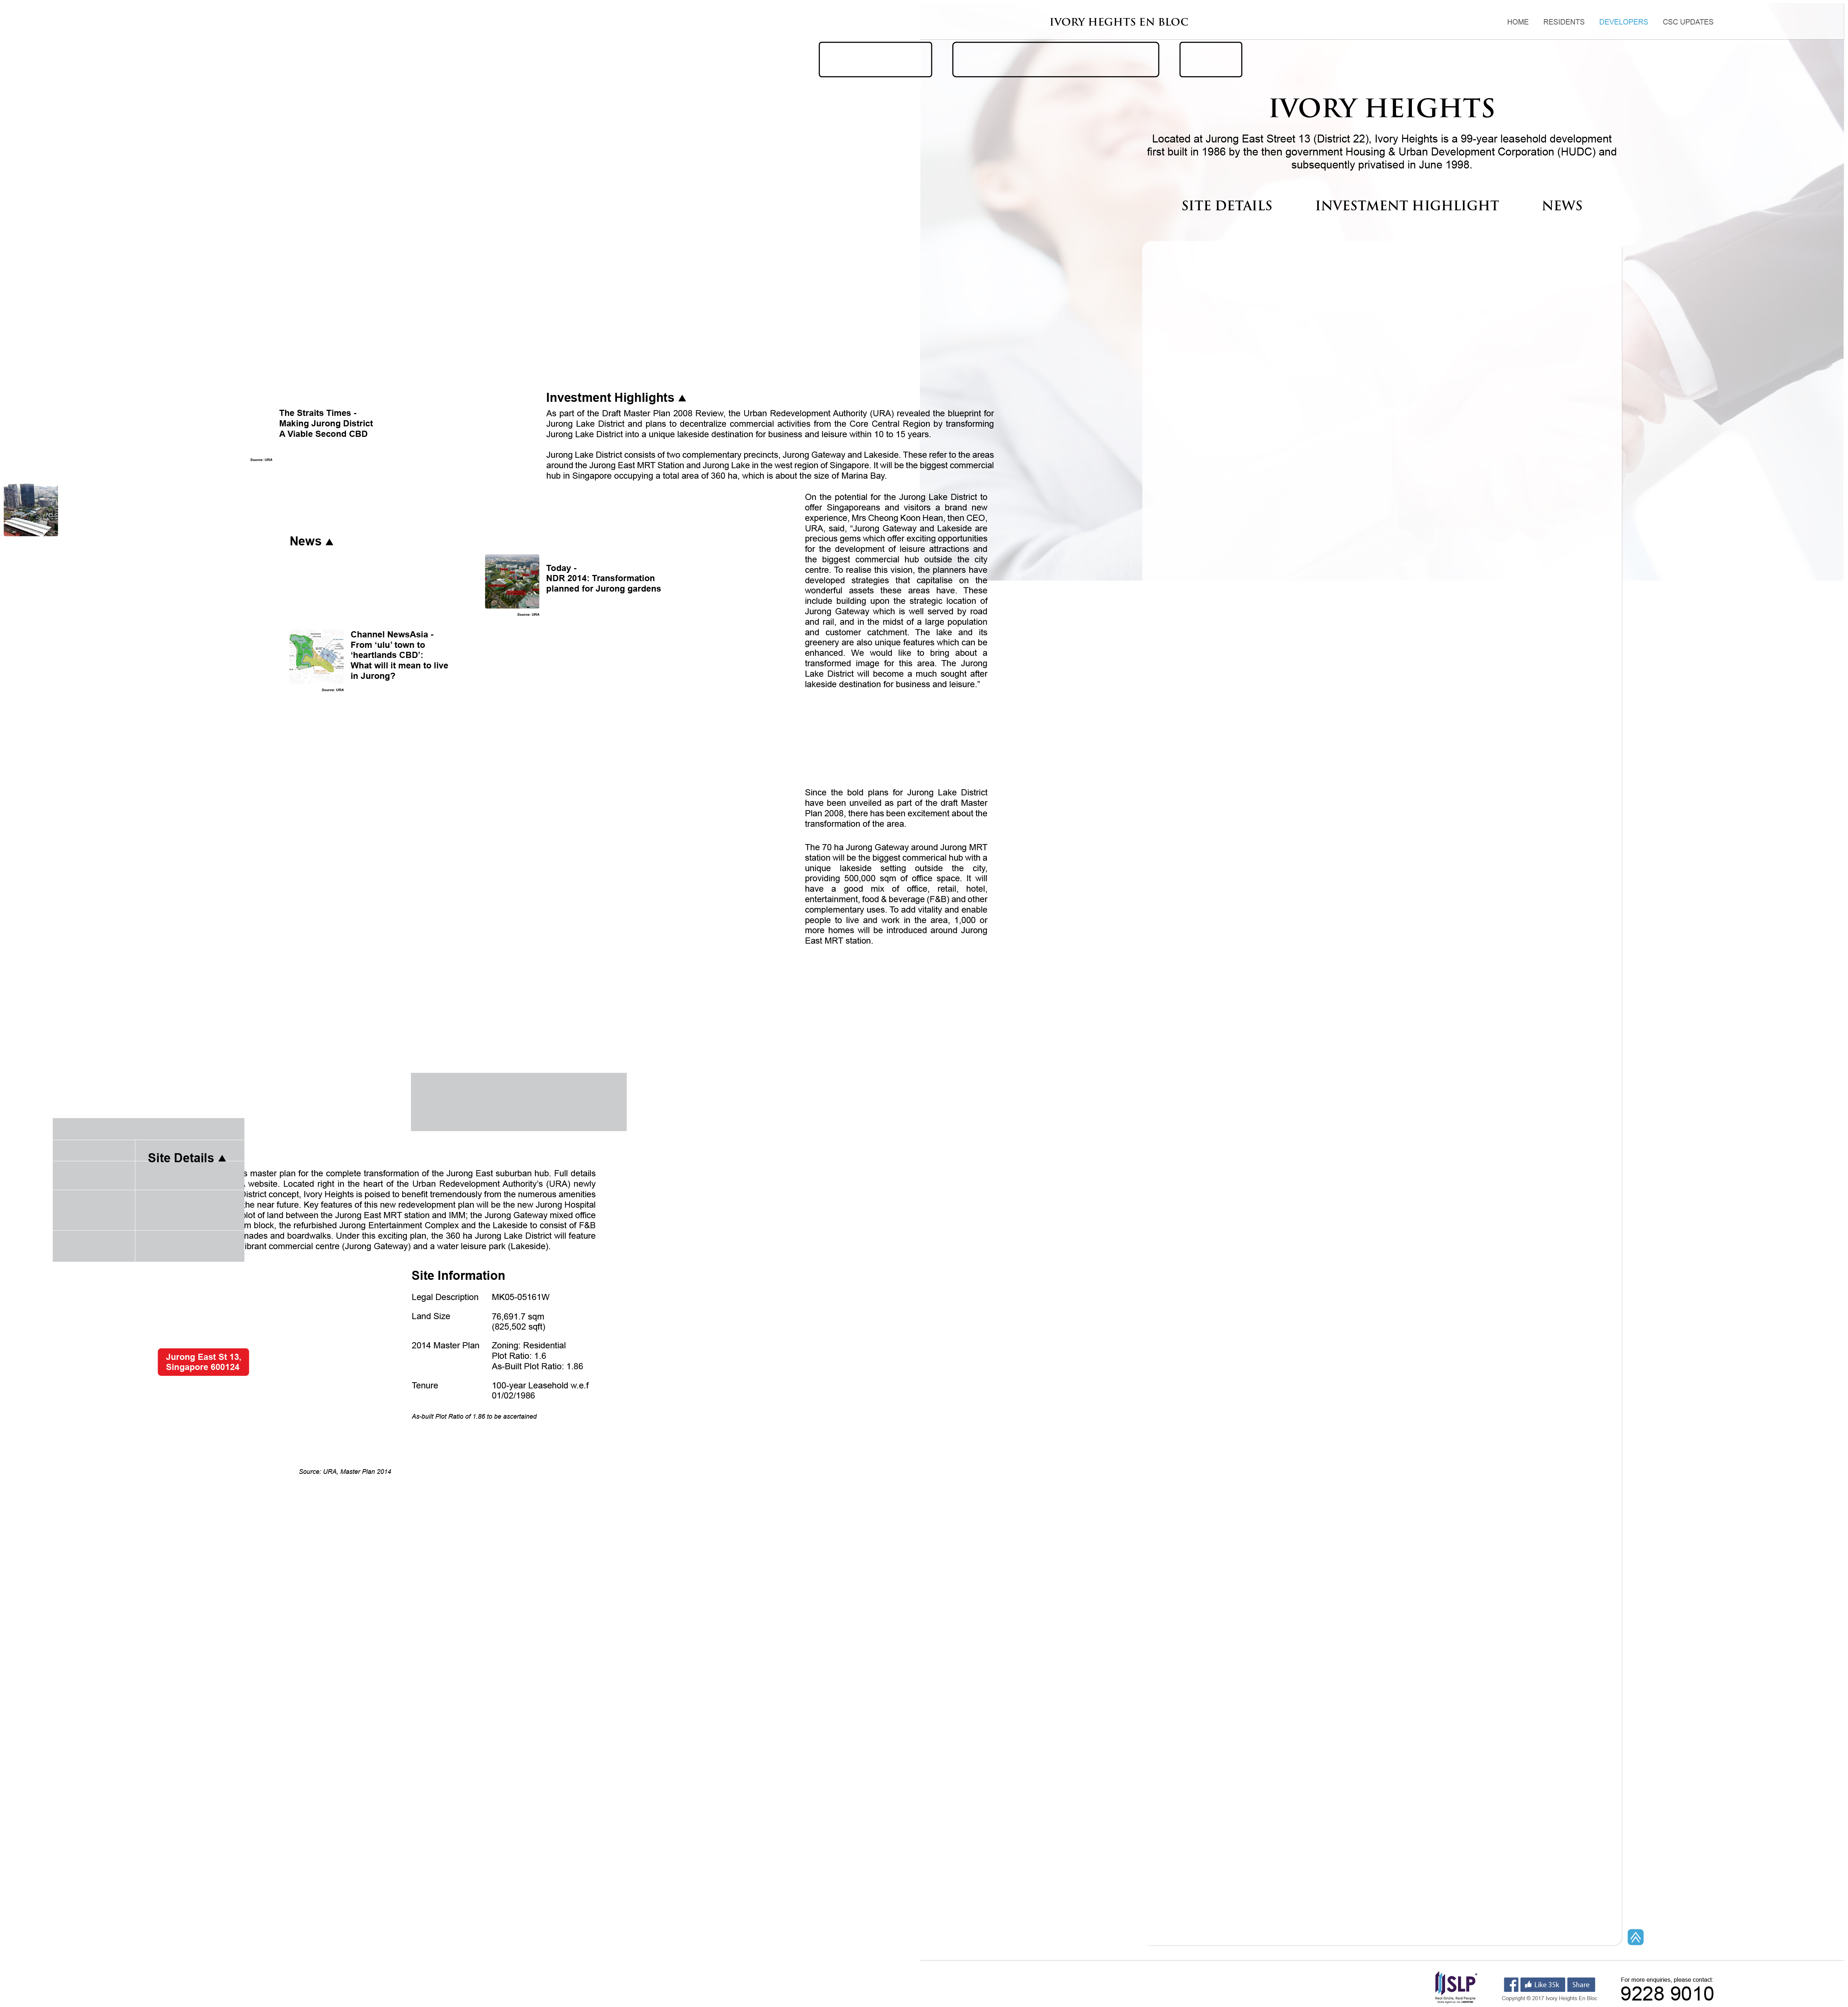 IVORY HEGHTS EN BLOC
HOME RESIDENTS DEVELOPERS CSC UPDATES
IVORY HEIGHTS
Located at Jurong East Street 13 (District 22), Ivory Heights is a 99-year leasehold development
first built in 1986 by the then government Housing & Urban Development Corporation (HUDC) and
subsequently privatised in June 1998.
SITE DETAILS INVESTMENT HIGHLIGHT NEWS
Investment Highlights
As part of the Draft Master Plan 2008 Review, the Urban Redevelopment Authority (URA) revealed the blueprint for
Jurong Lake District and plans to decentralize commercial activities from the Core Central Region by transforming
Jurong Lake District into a unique lakeside destination for business and leisure within 10 to 15 years.
Jurong Lake District consists of two complementary precincts, Jurong Gateway and Lakeside. These refer to the areas
around the Jurong East MRT Station and Jurong Lake in the west region of Singapore. It will be the biggest commercial
hub in Singapore occupying a total area of 360 ha, which is about the size of Marina Bay.
The Straits Times -
Making Jurong District
A Viable Second CBD
Source: URA
On the potential for the Jurong Lake District to
offer Singaporeans and visitors a brand new
experience, Mrs Cheong Koon Hean, then CEO,
URA, said, “Jurong Gateway and Lakeside are
precious gems which offer exciting opportunities
for the development of leisure attractions and
the biggest commercial hub outside the city
centre. To realise this vision, the planners have
developed strategies that capitalise on the
wonderful assets these areas have. These
include building upon the strategic location of
Jurong Gateway which is well served by road
and rail, and in the midst of a large population
and customer catchment. The lake and its
greenery are also unique features which can be
enhanced. We would like to bring about a
transformed image for this area. The Jurong
Lake District will become a much sought after
lakeside destination for business and leisure.”
News
Today -
NDR 2014: Transformation
planned for Jurong gardens
Source: URA
Channel NewsAsia -
From ‘ulu’ town to
‘heartlands CBD’:
What will it mean to live
in Jurong?
Source: URA
Since the bold plans for Jurong Lake District
have been unveiled as part of the draft Master
Plan 2008, there has been excitement about the
transformation of the area.
The 70 ha Jurong Gateway around Jurong MRT
station will be the biggest commerical hub with a
unique lakeside setting outside the city,
providing 500,000 sqm of office space. It will
have a good mix of office, retail, hotel,
entertainment, food & beverage (F&B) and other
complementary uses. To add vitality and enable
people to live and work in the area, 1,000 or
more homes will be introduced around Jurong
East MRT station.
Site Details
master plan for the complete transformation of the Jurong East suburban hub. Full details
website. Located right in the heart of the Urban Redevelopment Authority’s (URA) newly
District concept, Ivory Heights is poised to benefit tremendously from the numerous amenities
the near future. Key features of this new redevelopment plan will be the new Jurong Hospital
plot of land between the Jurong East MRT station and IMM; the Jurong Gateway mixed office
m block, the refurbished Jurong Entertainment Complex and the Lakeside to consist of F&B
nades and boardwalks. Under this exciting plan, the 360 ha Jurong Lake District will feature
ibrant commercial centre (Jurong Gateway) and a water leisure park (Lakeside).
Site Information
Legal Description MK05-05161W
Land Size 76,691.7 sqm
(825,502 sqft)
2014 Master Plan Zoning: Residential
Plot Ratio: 1.6
As-Built Plot Ratio: 1.86
Tenure 100-year Leasehold w.e.f
01/02/1986
As-built Plot Ratio of 1.86 to be ascertained
Jurong East St 13,
Singapore 600124
Source: URA, Master Plan 2014
SLP
Real Estate, Real People
Like 35k Share
Copyright © 2017 Ivory Heights En Bloc
For more enquiries, please contact:
9228 9010